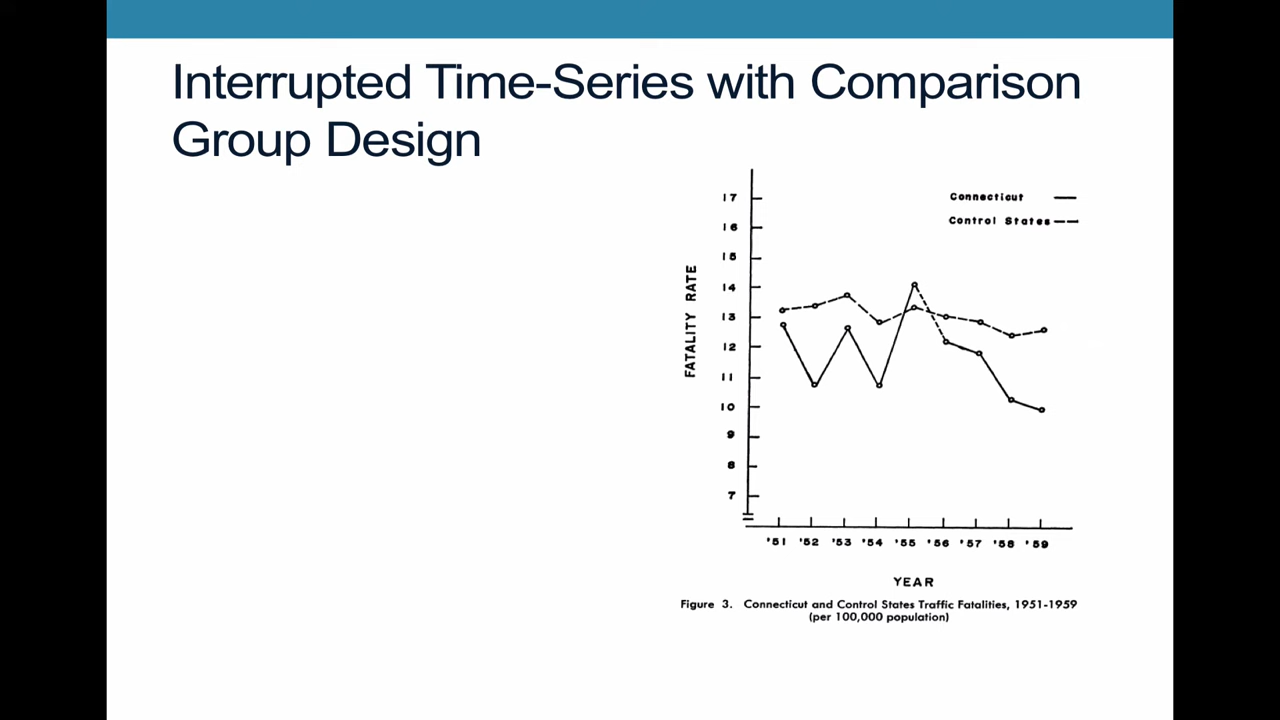 Interrupted Time-Series with Comparison
Group Design
Connecticut
Control States
17
16
15
14
13
12
11
10
9
8
7
FATALITY RATE
'51 '52 '53 '54 '55 '56 '57 '58 '59
YEAR
Figure 3. Connecticut and Control States Traffic Fatalities, 1951-1959
(per 100,000 population)